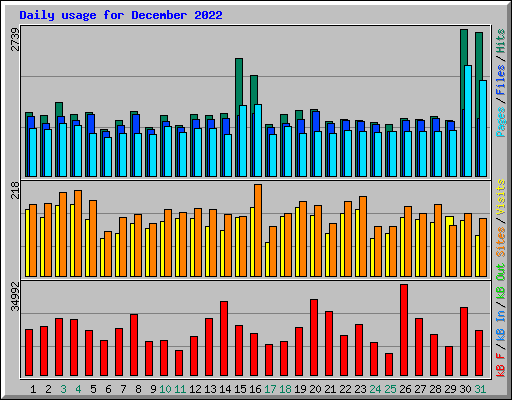 Daily usage for December 2022
2739
218
34992
Pages / Files / Hits
Sites / Visits
kB F / kB In / kB Out
1 2 3 4 5 6 7 8 9 10 11 12 13 14 15 16 17 18 19 20 21 22 23 24 25 26 27 28 29 30 31